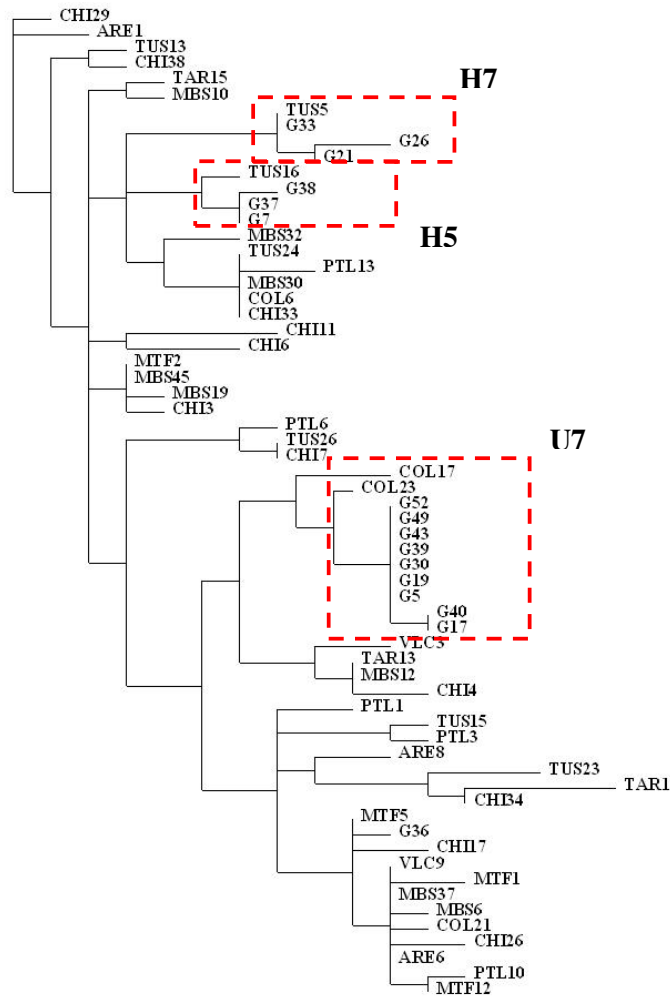 CHI29
ARE1
TUS13
CHI38
TAR15
MBS10
H7
TUS5
G33
G26
G21
TUS16
G38
G37
G7
H5
MBS32
TUS24
PTL13
MBS30
COL6
CHI33
CHI11
CHI6
MTF2
MBS45
MBS19
CHI3
PTL6
TUS26
CHI7
U7
COL17
COL23
G52
G49
G43
G39
G30
G19
G5
G40
G17
VLC3
TAR13
MBS12
CHI4
PTL1
TUS15
PTL3
ARE8
TUS23
TAR1
CHI34
MTF5
G36
CHI17
VLC9
MTF1
MBS37
MBS6
COL21
CHI26
ARE6
PTL10
MTF12